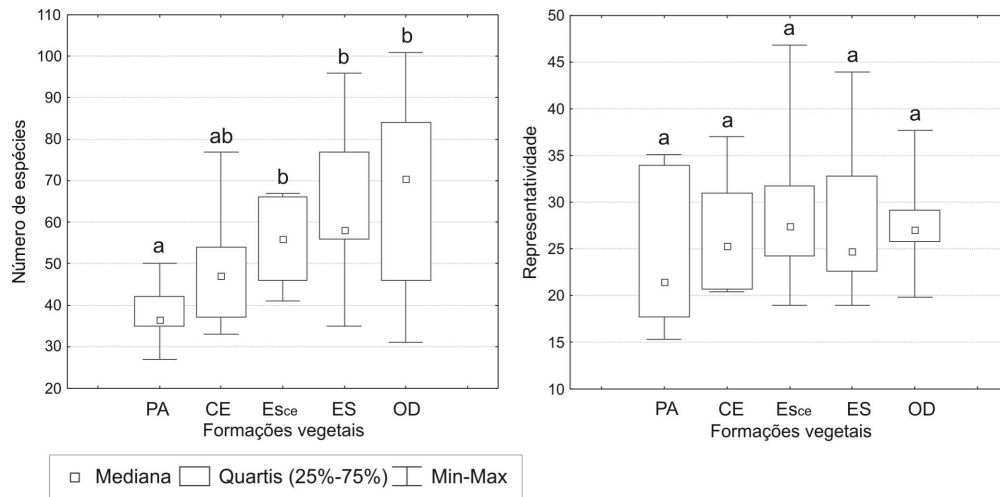 110
100
90
80
70
60
50
40
30
20
Número de espécies
a
ab
b
b
b
PA
CE
Esce
ES
OD
Formações vegetais
50
45
40
35
30
25
20
15
10
Representatividade
a
a
a
a
a
PA
CE
Esce
ES
OD
Formações vegetais
Mediana
Quartis (25%-75%)
Min-Max